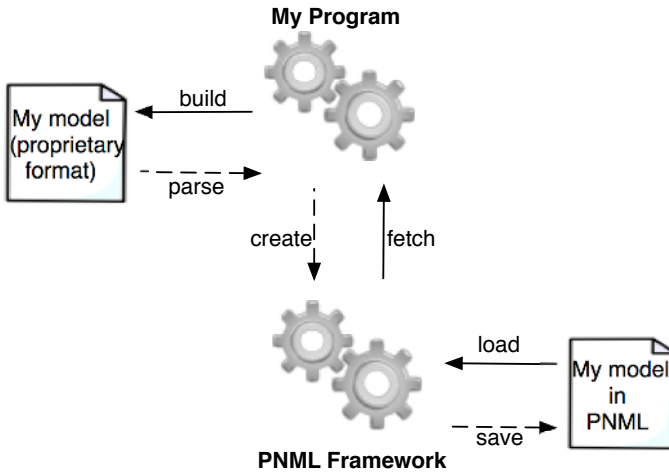 My Program
build
My model
(proprietary
format)
parse
create
fetch
load
My model
in
PNML
save
PNML Framework